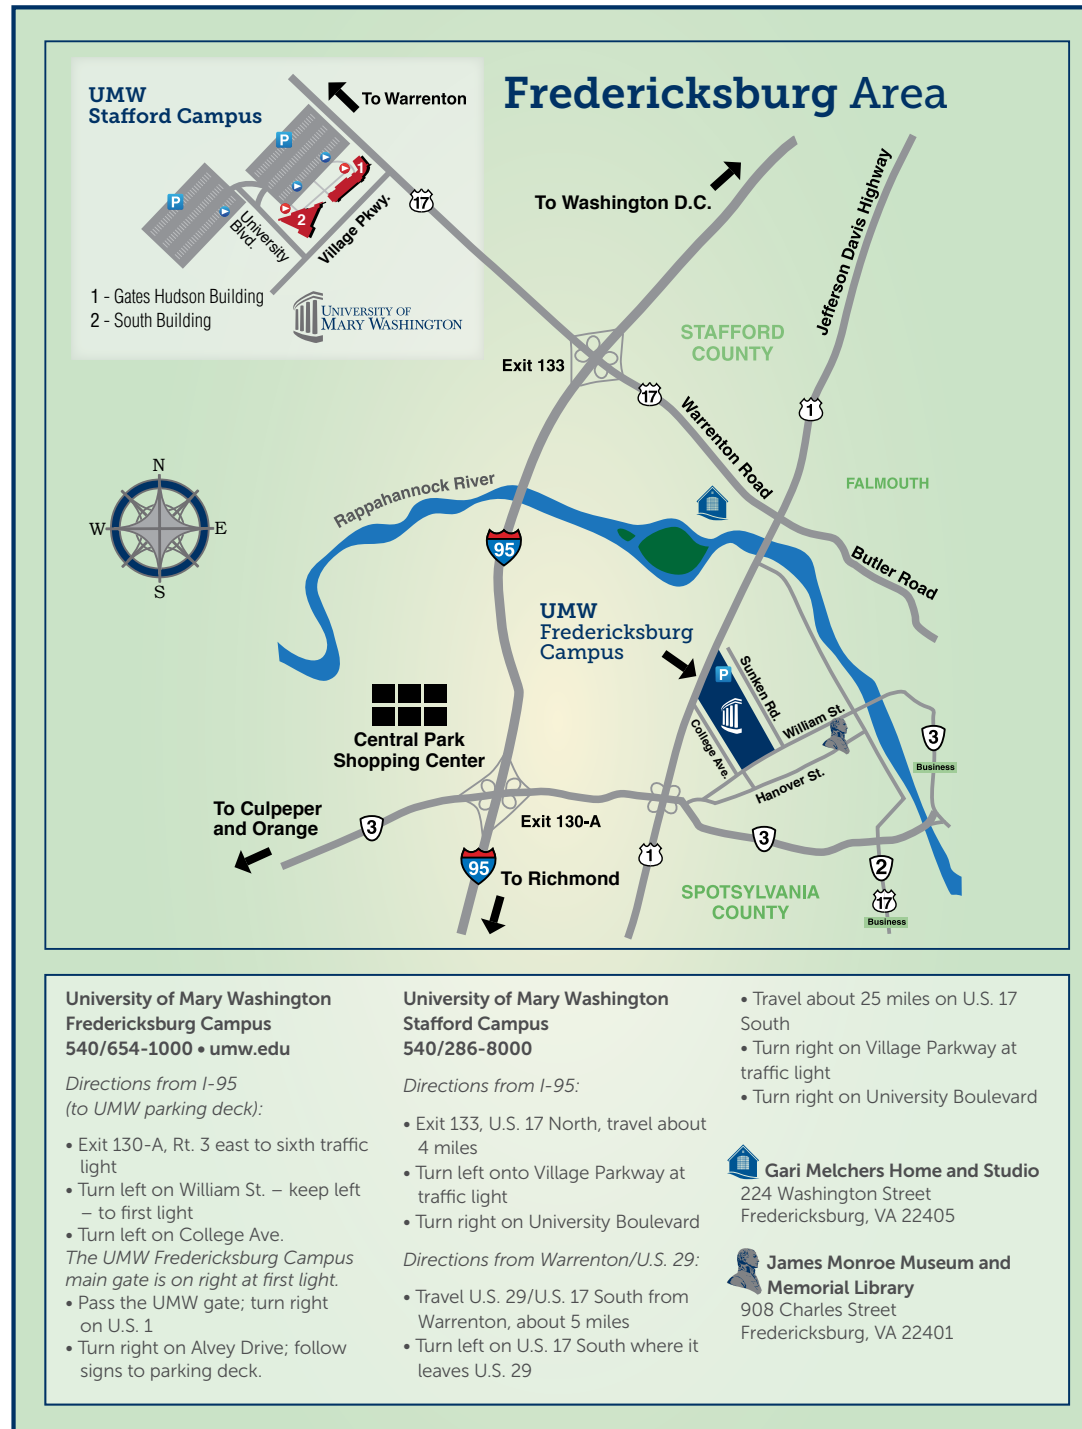 UMW
Stafford Campus
To Warrenton
P
P
1
2
17
University
Blvd.
Village Pkwy.
1 - Gates Hudson Building
2 - South Building
UNIVERSITY OF
MARY WASHINGTON
Fredericksburg Area
To Washington D.C.
Jefferson Davis Highway
STAFFORD
COUNTY
Exit 133
17
1
Warrenton Road
FALMOUTH
N
W
E
S
Rappahannock River
95
Butler Road
UMW
Fredericksburg
Campus
P
Sunken Rd.
College Ave.
William St.
Hanover St.
3
Business
Central Park
Shopping Center
To Culpeper
and Orange
3
Exit 130-A
3
1
95
To Richmond
2
17
Business
SPOTSYLVANIA
COUNTY
University of Mary Washington
Fredericksburg Campus
540/654-1000 • umw.edu
Directions from I-95
(to UMW parking deck):
• Exit 130-A, Rt. 3 east to sixth traffic
light
• Turn left on William St. – keep left
– to first light
• Turn left on College Ave.
The UMW Fredericksburg Campus
main gate is on right at first light.
• Pass the UMW gate; turn right
on U.S. 1
• Turn right on Alvey Drive; follow
signs to parking deck.
University of Mary Washington
Stafford Campus
540/286-8000
Directions from I-95:
• Exit 133, U.S. 17 North, travel about
4 miles
• Turn left onto Village Parkway at
traffic light
• Turn right on University Boulevard
Directions from Warrenton/U.S. 29:
• Travel U.S. 29/U.S. 17 South from
Warrenton, about 5 miles
• Turn left on U.S. 17 South where it
leaves U.S. 29
• Travel about 25 miles on U.S. 17
South
• Turn right on Village Parkway at
traffic light
• Turn right on University Boulevard
Gari Melchers Home and Studio
224 Washington Street
Fredericksburg, VA 22405
James Monroe Museum and
Memorial Library
908 Charles Street
Fredericksburg, VA 22401